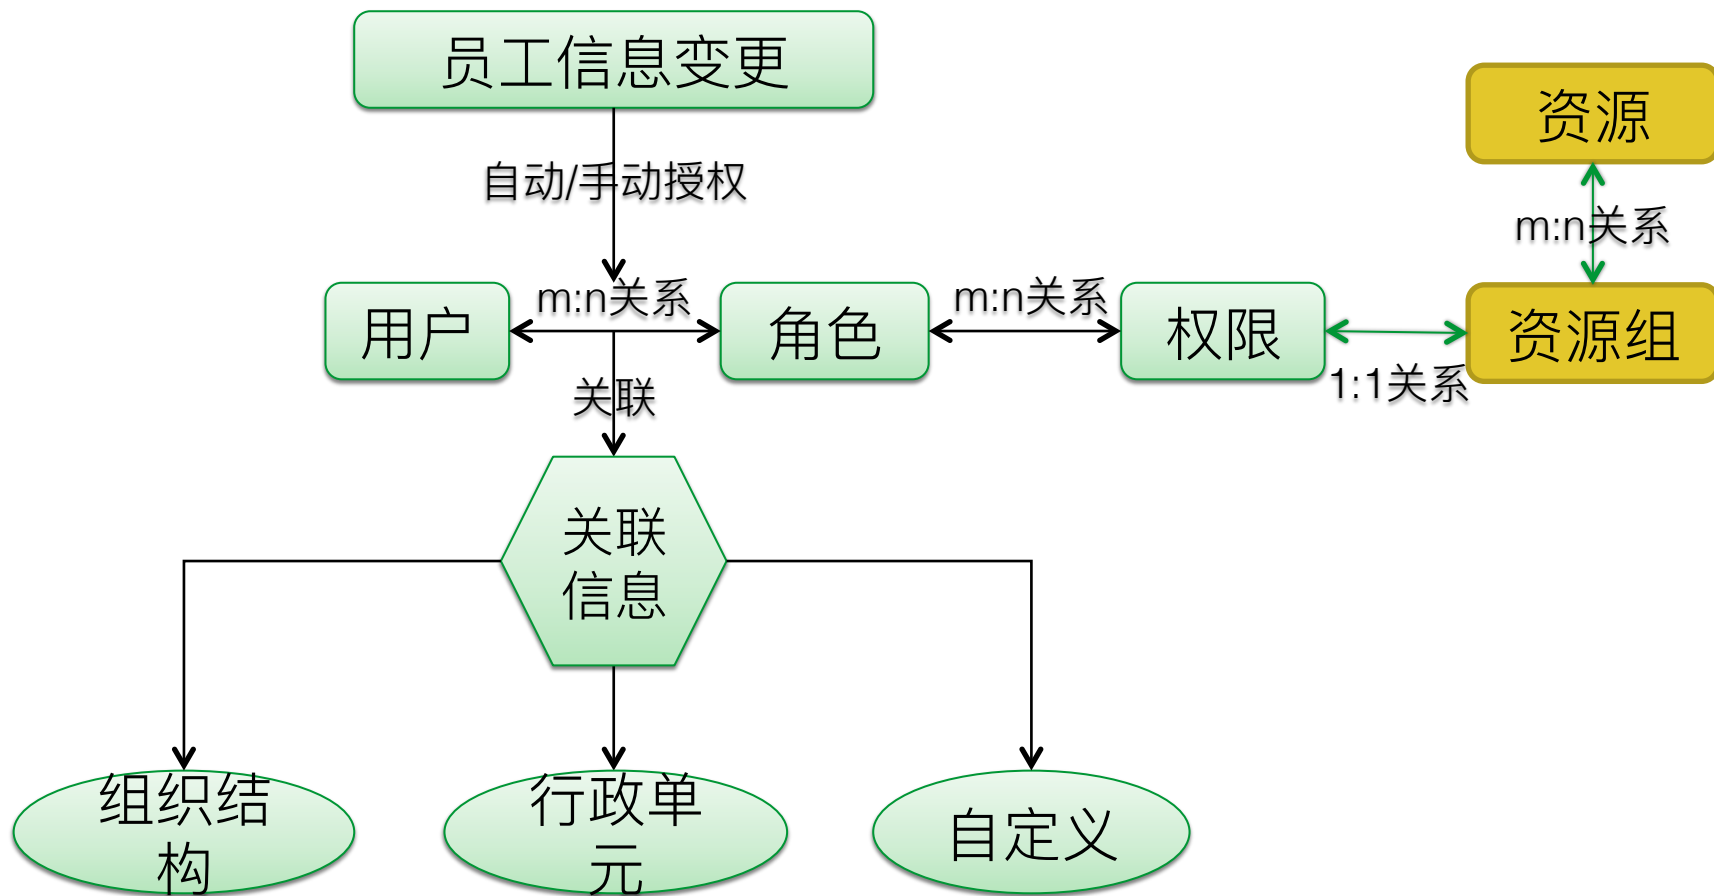 员工信息变更
资源
自动/手动授权
m:n关系
m:n关系
m:n关系
用户
角色
权限
资源组
1:1关系
关联
关联
信息
组织结
构
行政单
元
自定义